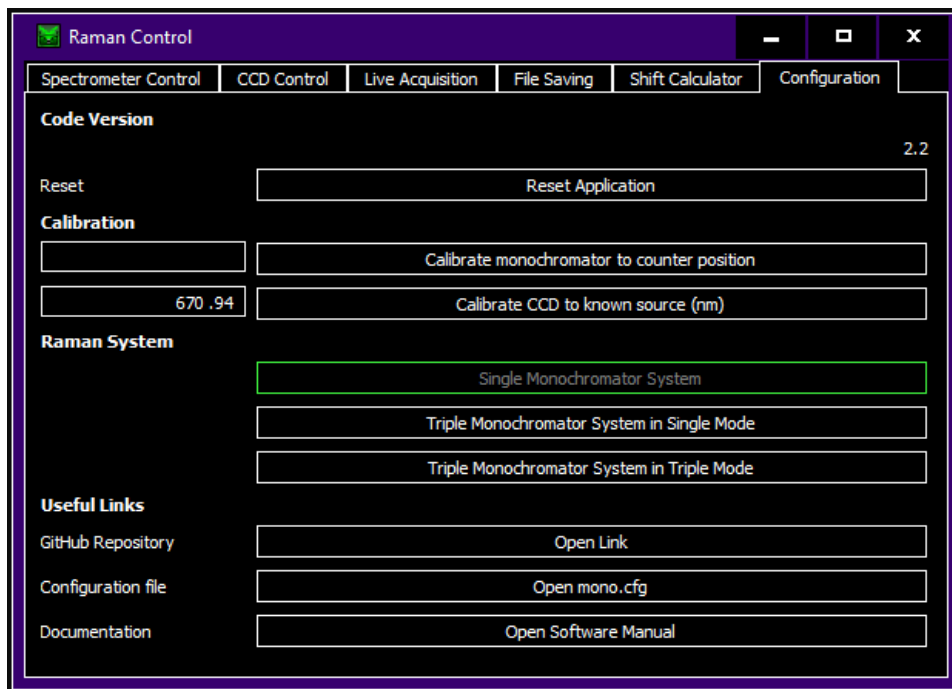 Raman Control
Spectrometer Control CCD Control Live Acquisition File Saving Shift Calculator Configuration
Code Version
2.2
Reset Reset Application
Calibration
Calibrate monochromator to counter position
670 .94 Calibrate CCD to known source (nm)
Raman System
Single Monochromator System
Triple Monochromator System in Single Mode
Triple Monochromator System in Triple Mode
Useful Links
GitHub Repository Open Link
Configuration file Open mono.cfg
Documentation Open Software Manual